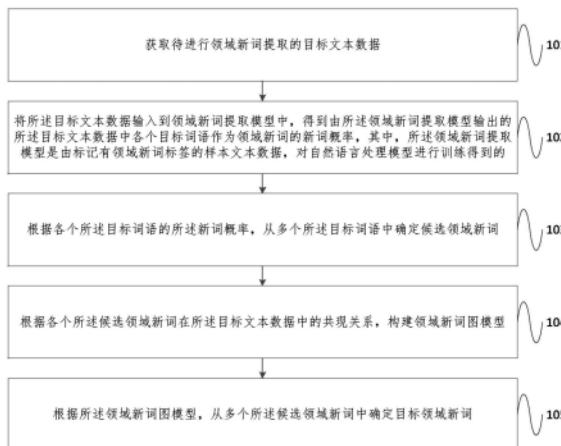 获取待进行领域新词提取的目标文本数据
将所述目标文本数据输入到领域新词提取模型中，得到由所述领域新词提取模型输出的
所述目标文本数据中各个目标词语作为领域新词的新词概率，其中，所述领域新词提取
模型是由标记有领域新词标签的样本文本数据，对自然语言处理模型进行训练得到的
根据各个所述目标词语的所述新词概率，从多个所述目标词语中确定候选领域新词
根据各个所述候选领域新词在所述目标文本数据中的共现关系，构建领域新词图模型
根据所述领域新词图模型，从多个所述候选领域新词中确定目标领域新词